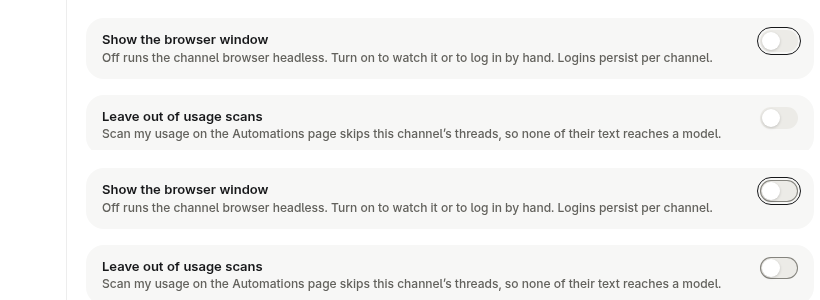 Show the browser window
Off runs the channel browser headless. Turn on to watch it or to log in by hand. Logins persist per channel.
Leave out of usage scans
Scan my usage on the Automations page skips this channel’s threads, so none of their text reaches a model.
Show the browser window
Off runs the channel browser headless. Turn on to watch it or to log in by hand. Logins persist per channel.
Leave out of usage scans
Scan my usage on the Automations page skips this channel’s threads, so none of their text reaches a model.